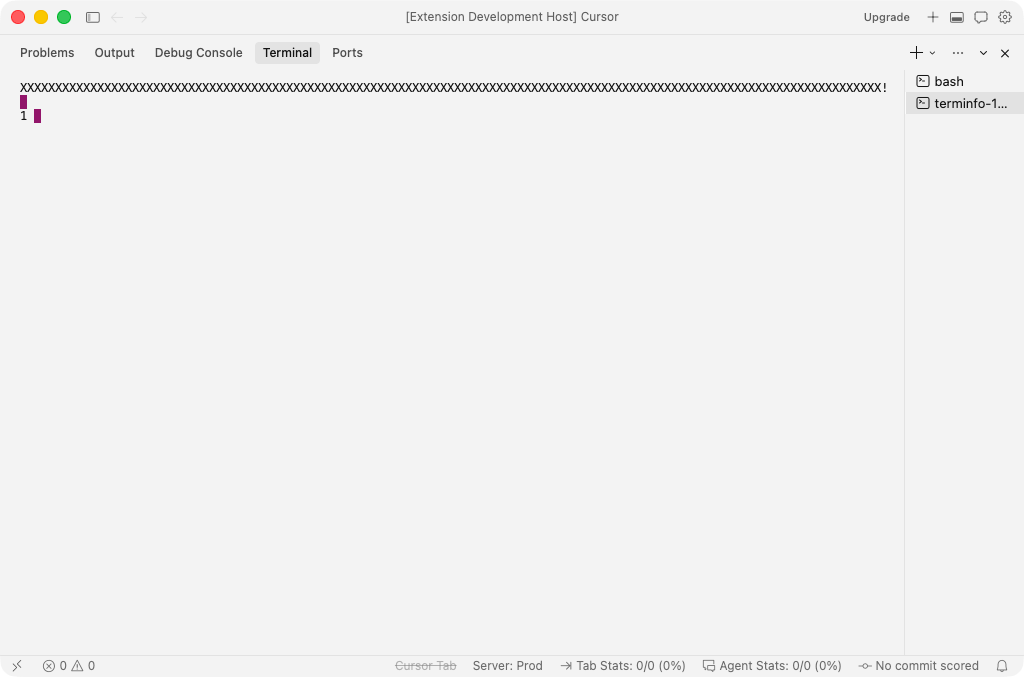 [Extension Development Host] Cursor
Upgrade
Problems Output Debug Console Terminal Ports
XXXXXXXXXXXXXXXXXXXXXXXXXXXXXXXXXXXXXXXXXXXXXXXXXXXXXXXXXXXXXXXXXXXXXXXXXXXXXXXXXXXXXXXXXXXXXXXXXXXXXXXXXXXXXXXXXXXXXXXXXXX!
1
bash
terminfo-1...
0 0 Cursor Tab Server: Prod Tab Stats: 0/0 (0%) Agent Stats: 0/0 (0%) No commit scored